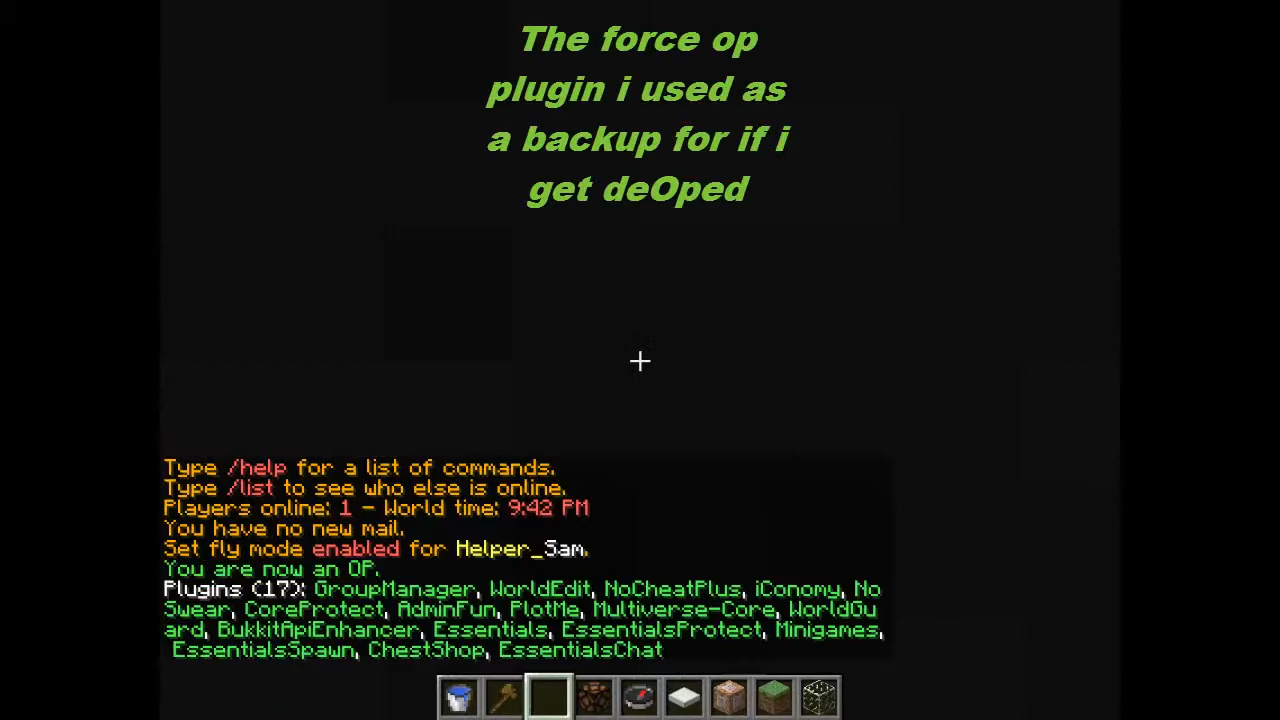 The force op
plugin i used as
a backup for if i
get deOped
Type /help for a list of commands.
Type /list to see who else is online.
Players online: 1 - World time: 9:42 PM
You have no new mail.
Set fly mode enabled for Helper_Sam.
You are now an OP.
Plugins (17): GroupManager, WorldEdit, NoCheatPlus, iConomy, No
Swear, CoreProtect, AdminFun, PlotMe, Multiverse-Core, WorldGu
ard, BukkitApiEnhancer, Essentials, EssentialsProtect, Minigames,
EssentialsSpawn, ChestShop, EssentialsChat